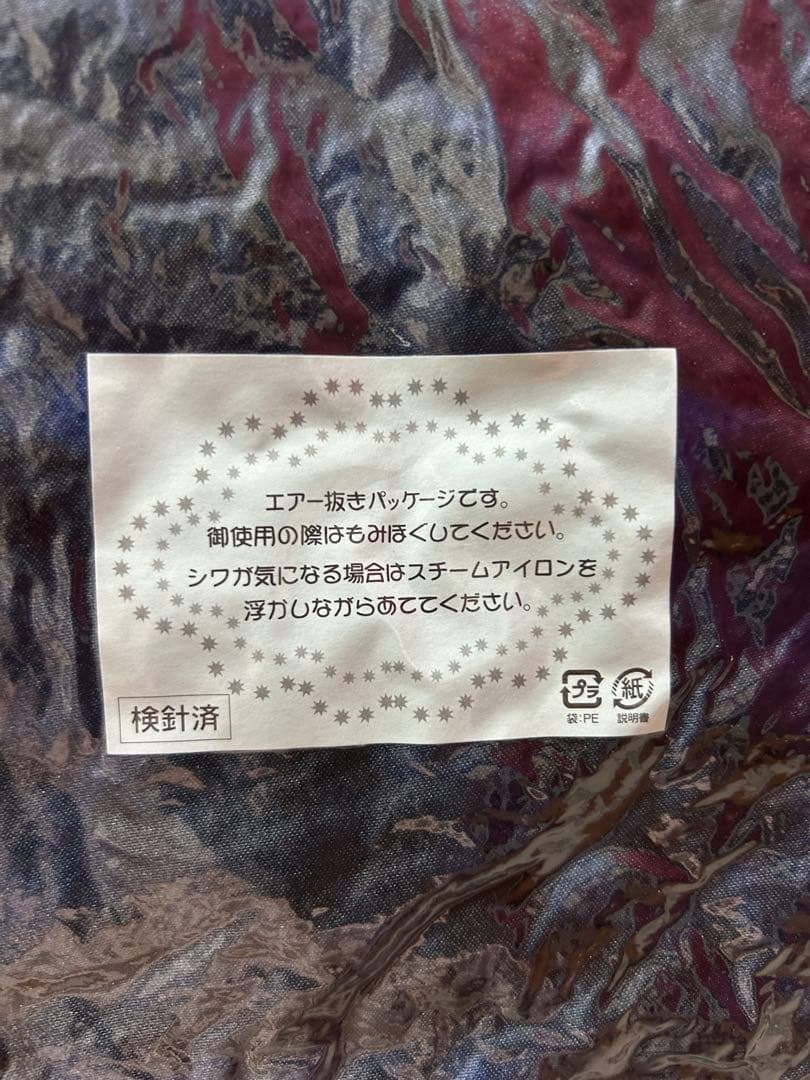 エアー抜きパッケージです。
御使用の際はもみほぐしてください。
シワが気になる場合はスチームアイロンを
浮かしながらあててください。
検針済
プラ
袋:PE
紙
説明書